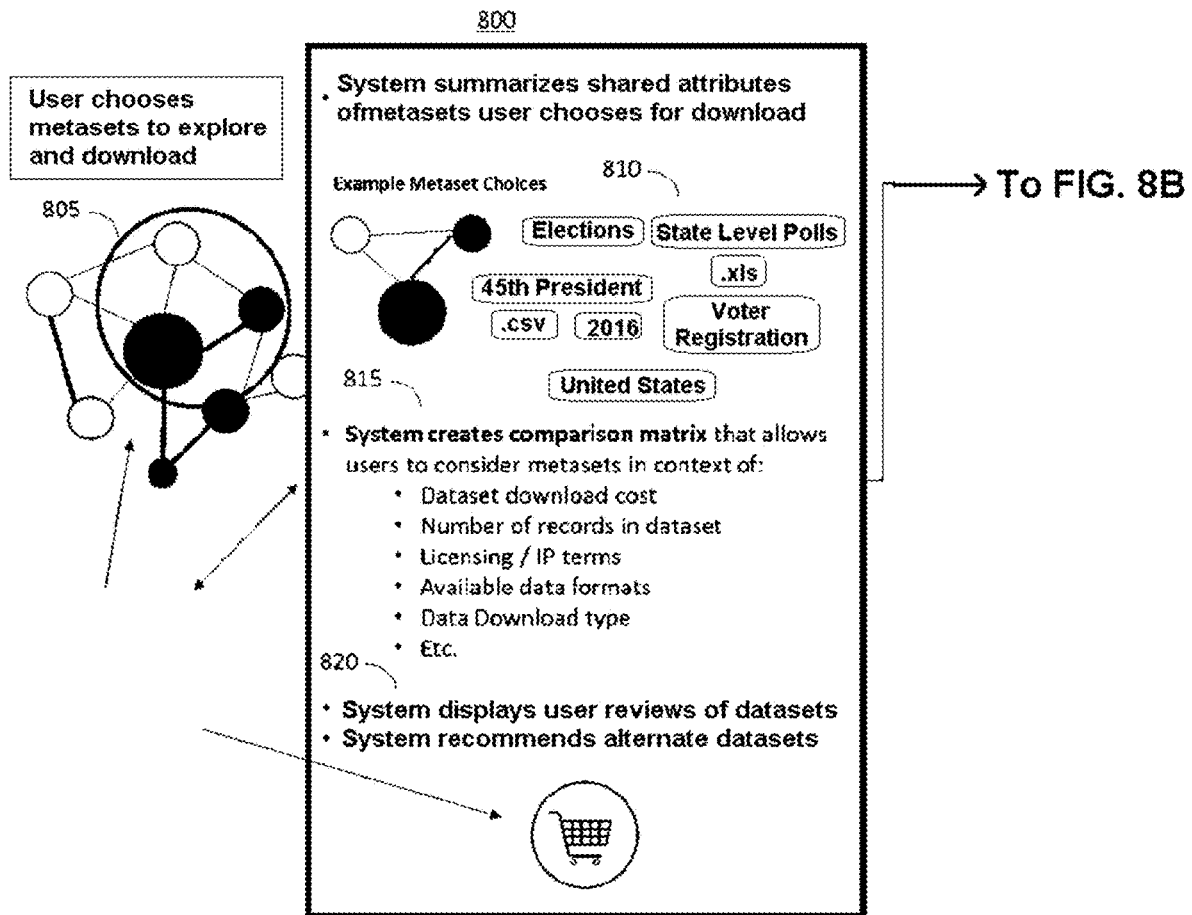 800
User chooses
metasets to explore
and download
805
• System summarizes shared attributes
ofmetasets user chooses for download
Example Metaset Choices
810
Elections
State Level Polls
.xls
45th President
.csv
2016
Voter
Registration
United States
815
• System creates comparison matrix that allows
users to consider metasets in context of:
• Dataset download cost
• Number of records in dataset
• Licensing / IP terms
• Available data formats
• Data Download type
• Etc.
820
• System displays user reviews of datasets
• System recommends alternate datasets
To FIG. 8B